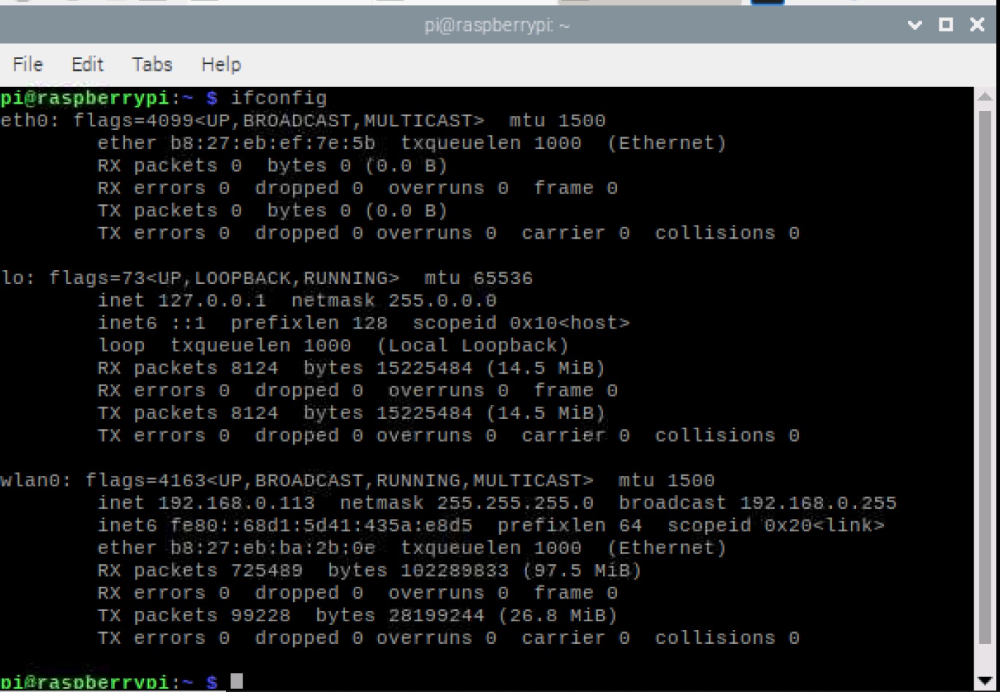 pi@raspberrypi: ~
File Edit Tabs Help
pi@raspberrypi:~ $ ifconfig
eth0: flags=4099<UP,BROADCAST,MULTICAST>  mtu 1500
        ether b8:27:eb:ef:7e:5b  txqueuelen 1000  (Ethernet)
        RX packets 0  bytes 0 (0.0 B)
        RX errors 0  dropped 0  overruns 0  frame 0
        TX packets 0  bytes 0 (0.0 B)
        TX errors 0  dropped 0 overruns 0  carrier 0  collisions 0
lo: flags=73<UP,LOOPBACK,RUNNING>  mtu 65536
        inet 127.0.0.1  netmask 255.0.0.0
        inet6 ::1  prefixlen 128  scopeid 0x10<host>
        loop  txqueuelen 1000  (Local Loopback)
        RX packets 8124  bytes 15225484 (14.5 MiB)
        RX errors 0  dropped 0  overruns 0  frame 0
        TX packets 8124  bytes 15225484 (14.5 MiB)
        TX errors 0  dropped 0 overruns 0  carrier 0  collisions 0
wlan0: flags=4163<UP,BROADCAST,RUNNING,MULTICAST>  mtu 1500
        inet 192.168.0.113  netmask 255.255.255.0  broadcast 192.168.0.255
        inet6 fe80::68d1:5d41:435a:e8d5  prefixlen 64  scopeid 0x20<link>
        ether b8:27:eb:ba:2b:0e  txqueuelen 1000  (Ethernet)
        RX packets 725489  bytes 102289833 (97.5 MiB)
        RX errors 0  dropped 0  overruns 0  frame 0
        TX packets 99228  bytes 28199244 (26.8 MiB)
        TX errors 0  dropped 0 overruns 0  carrier 0  collisions 0
pi@raspberrypi:~ $